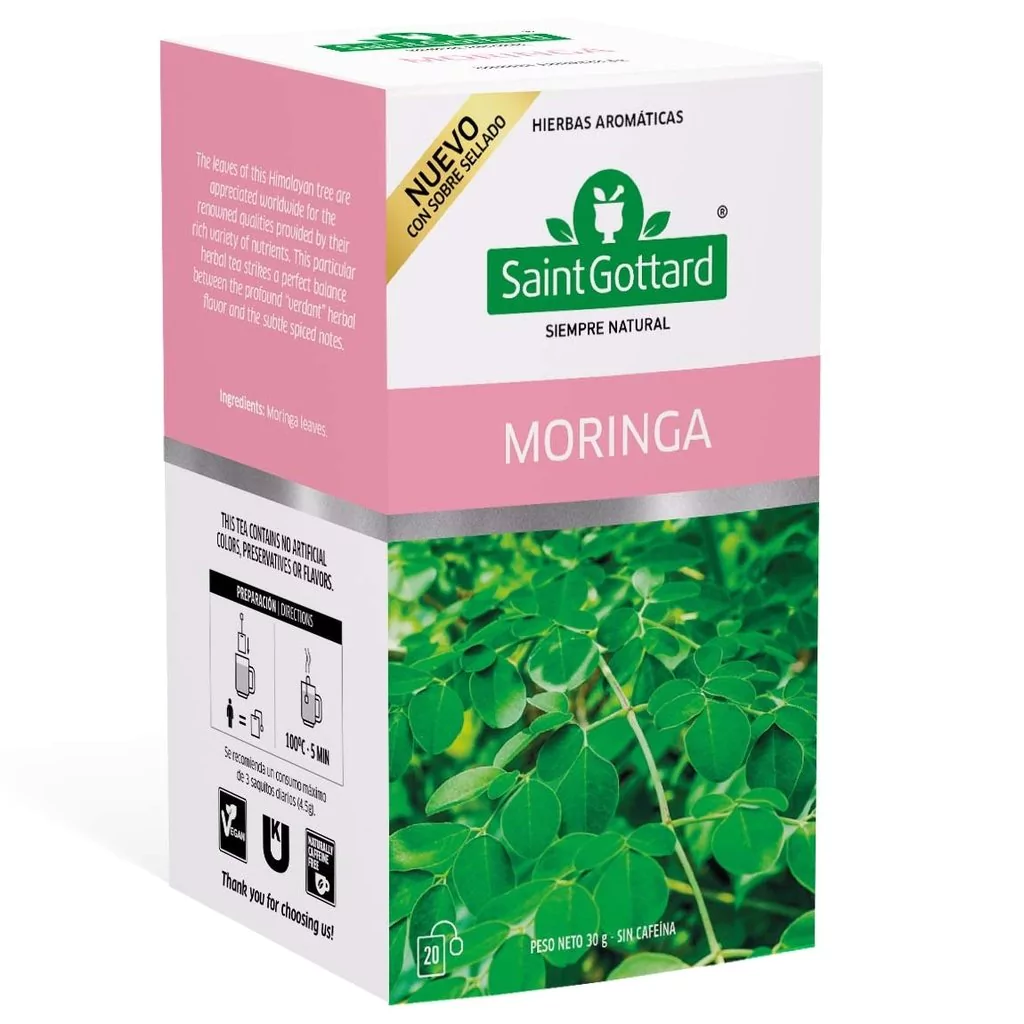 SaintGottard
®
MORINGA
NUEVO
CON SOBRE SELLADO
HIERBAS AROMÁTICAS
SaintGottard
®
SIEMPRE NATURAL
MORINGA
20
PESO NETO 30 g - SIN CAFEÍNA
The leaves of this Himalayan tree are
appreciated worldwide for the
renowned qualities provided by their
rich variety of nutrients. This particular
herbal tea strikes a perfect balance
between the profound "verdant" herbal
flavor and the subtle spiced notes.
Ingredients: Moringa leaves.
THIS TEA CONTAINS NO ARTIFICIAL
COLORS, PRESERVATIVES OR FLAVORS.
PREPARACIÓN | DIRECTIONS
=
100°C - 5 MIN
Se recomienda un consumo máximo
de 3 saquitos diarios (4.5g).
VEGAN
K
U
NATURALLY
CAFFEINE
FREE
Thank you for choosing us!